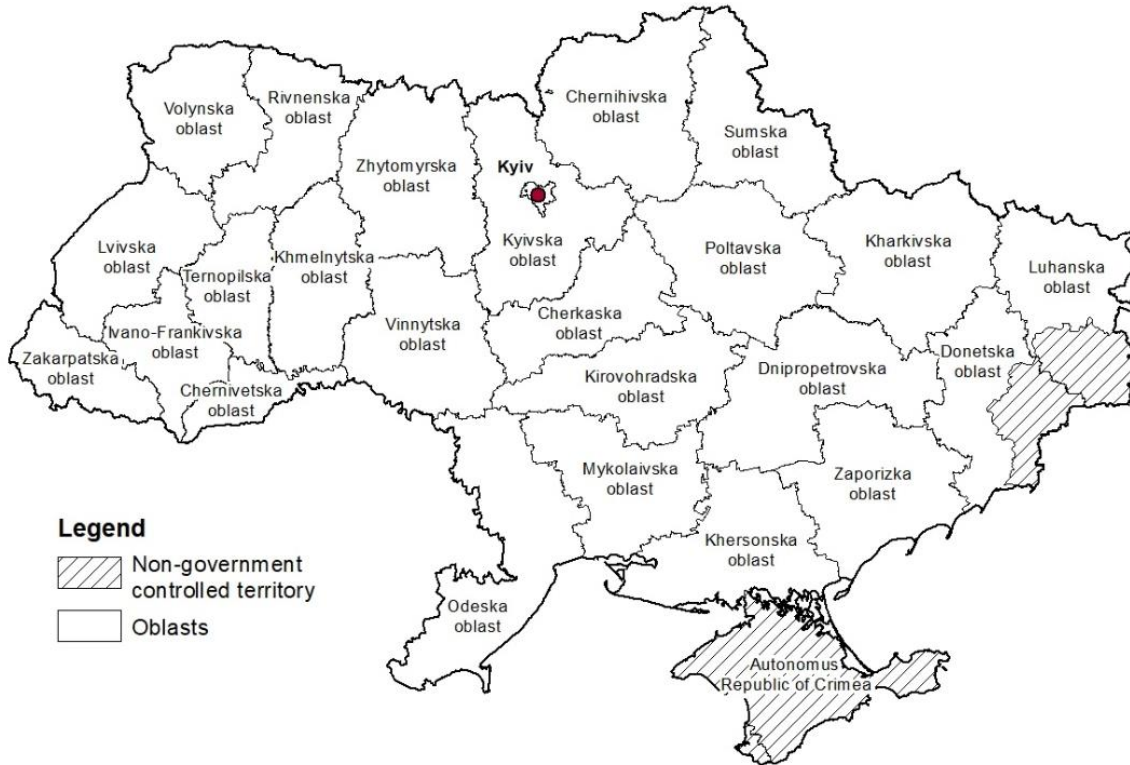 Volynska
oblast
Rivnenska
oblast
Chernihivska
oblast
Sumska
oblast
Zhytomyrska
oblast
Kyiv
Kyivska
oblast
Lvivska
oblast
Ternopilska
oblast
Khmelnytska
oblast
Poltavska
oblast
Kharkivska
oblast
Luhanska
oblast
Ivano-Frankivska
oblast
Zakarpatska
oblast
Chernivetska
oblast
Vinnytska
oblast
Cherkaska
oblast
Kirovohradska
oblast
Dnipropetrovska
oblast
Donetska
oblast
Mykolaivska
oblast
Zaporizka
oblast
Khersonska
oblast
Odeska
oblast
Autonomus
Republic of Crimea
Legend
Non-government
controlled territory
Oblasts